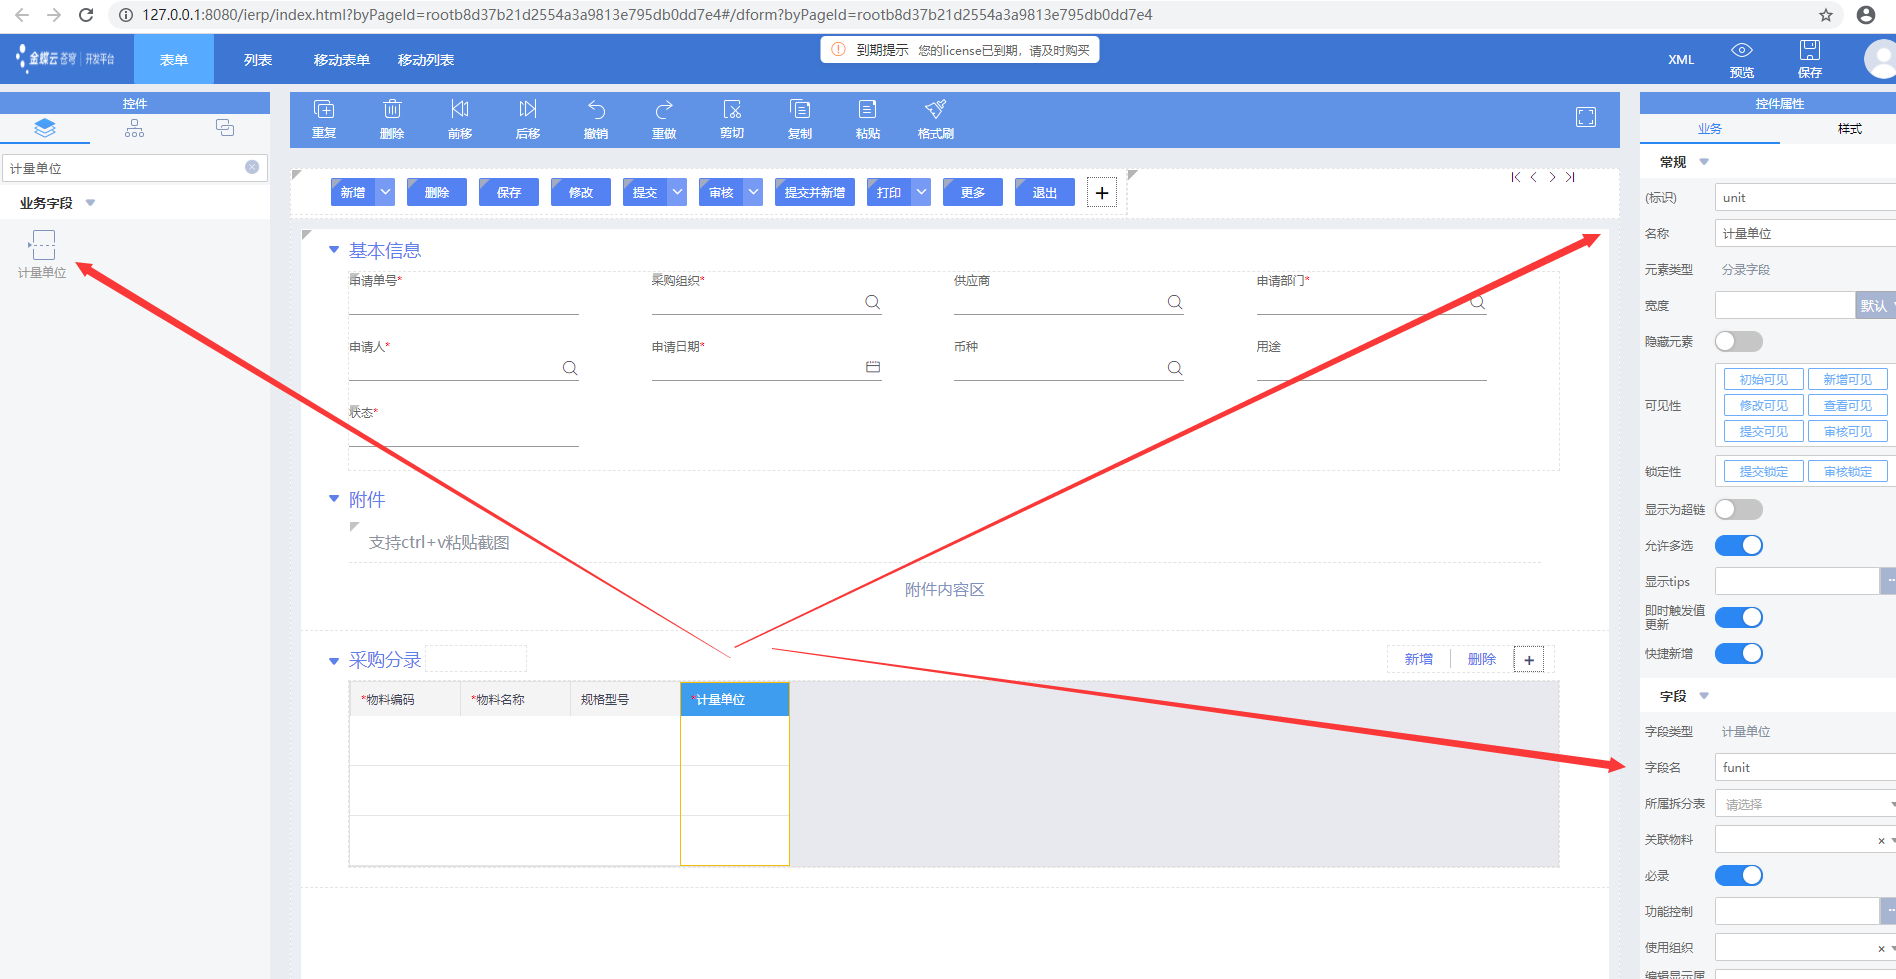 127.0.0.1:8080/ierp/index.html?byPageId=rootb8d37b21d2554a3a9813e795db0dd7e4#/dform?byPageId=rootb8d37b21d2554a3a9813e795db0dd7e4
金蝶云 苍穹 | 开发平台
表单 列表 移动表单 移动列表
到期提示 您的license已到期，请及时购买
XML 预览 保存
控件
计量单位
业务字段
计量单位
重复 删除 前移 后移 撤销 重做 剪切 复制 粘贴 格式刷
新增 删除 保存 修改 提交 审核 提交并新增 打印 更多 退出 +
基本信息
申请单号* 采购组织* 供应商 申请部门*
申请人* 申请日期* 币种 用途
状态*
附件
支持ctrl+v粘贴截图
附件内容区
采购分录 新增 删除 +
*物料编码 *物料名称 规格型号 *计量单位
控件属性
业务 样式
常规
(标识) unit
名称 计量单位
元素类型 分录字段
宽度 默认
隐藏元素
可见性 初始可见 新增可见
修改可见 查看可见
提交可见 审核可见
锁定性 提交锁定 审核锁定
显示为超链
允许多选
显示tips
即时触发值
更新
快捷新增
字段
字段类型 计量单位
字段名 funit
所属拆分表 请选择
关联物料 ×
必录
功能控制
使用组织 ×
编辑显示属